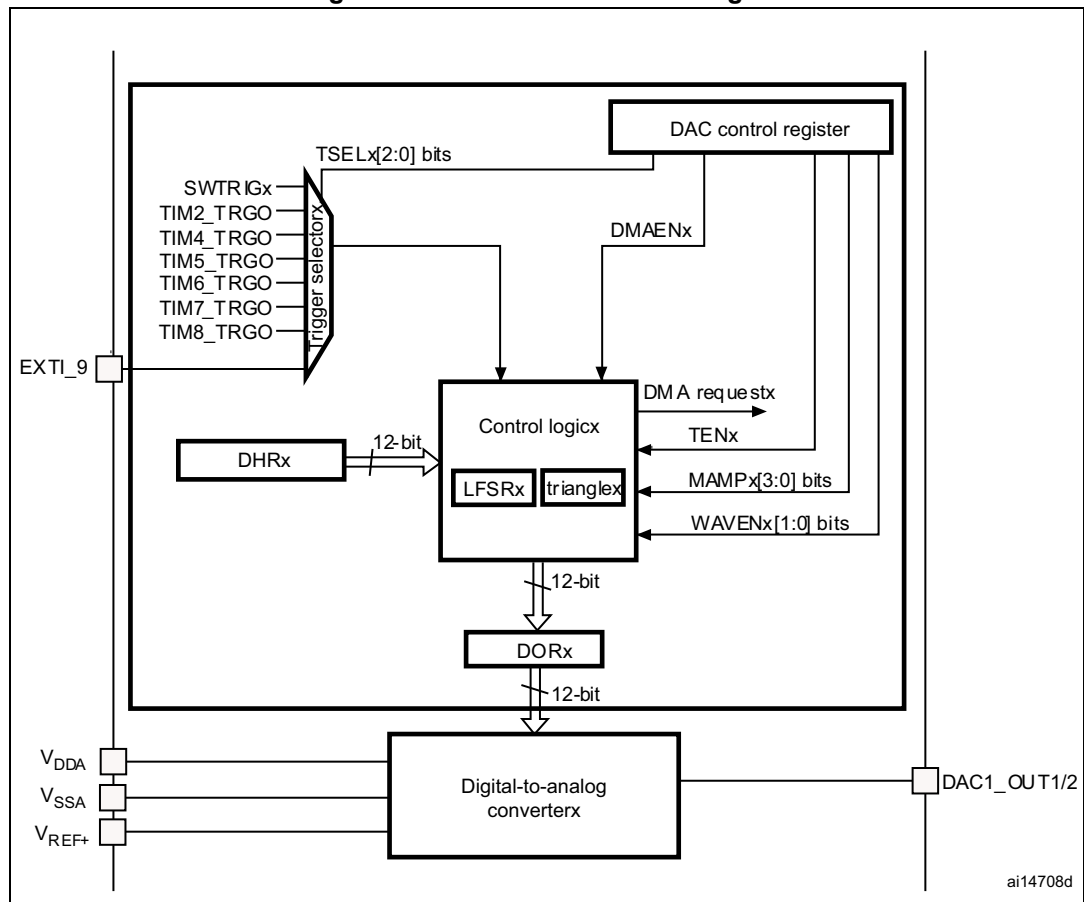 DAC control register
TSELx[2:0] bits
SWTRIGx
TIM2_TRGO
TIM4_TRGO
TIM5_TRGO
TIM6_TRGO
TIM7_TRGO
TIM8_TRGO
Trigger selectorx
DMAENx
EXTI_9
DMA requestx
Control logicx
TENx
12-bit
DHRx
LFSRx
trianglex
MAMPx[3:0] bits
WAVENx[1:0] bits
12-bit
DORx
12-bit
VDDA
VSSA
VREF+
Digital-to-analog
converterx
DAC1_OUT1/2
ai14708d